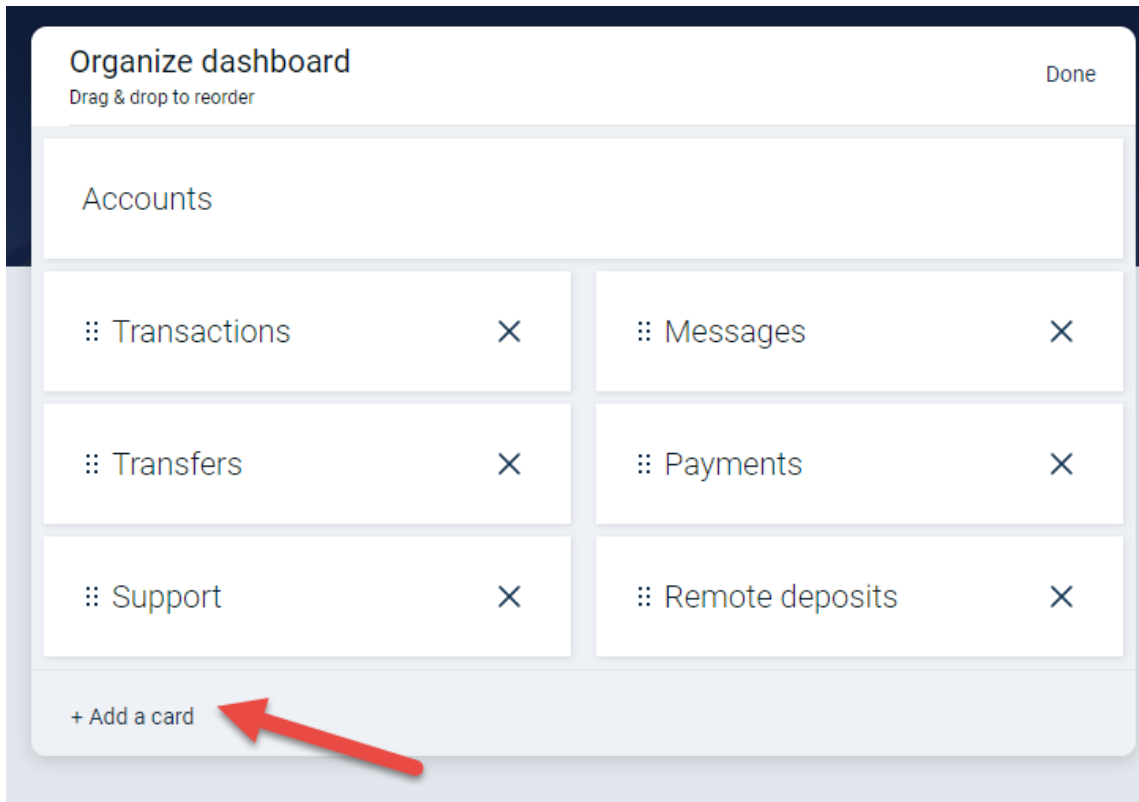 Organize dashboard
Drag & drop to reorder
Done
Accounts
Transactions
Messages
Transfers
Payments
Support
Remote deposits
+ Add a card